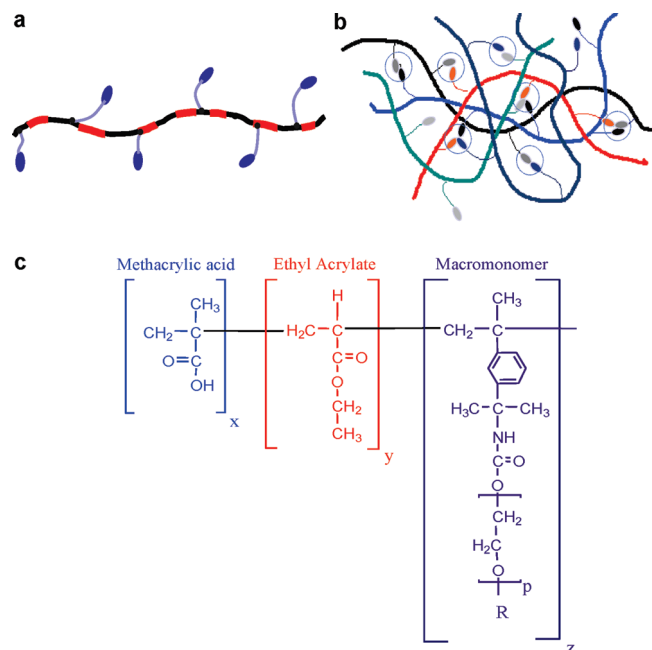 a
b
c
Methacrylic acid
Ethyl Acrylate
Macromonomer
CH₃
CH₂
C
C
O
OH
x
H
H₂C
C
C
O
O
CH₂
CH₃
y
CH₃
CH₂
C
H₃C
C
CH₃
NH
C
O
O
CH₂
H₂C
O
p
R
z